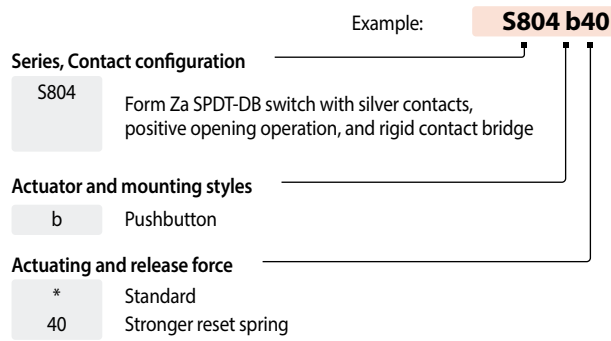 Example: S804 b40
Series, Contact configuration
S804
Form Za SPDT-DB switch with silver contacts,
positive opening operation, and rigid contact bridge
Actuator and mounting styles
b Pushbutton
Actuating and release force
* Standard
40 Stronger reset spring